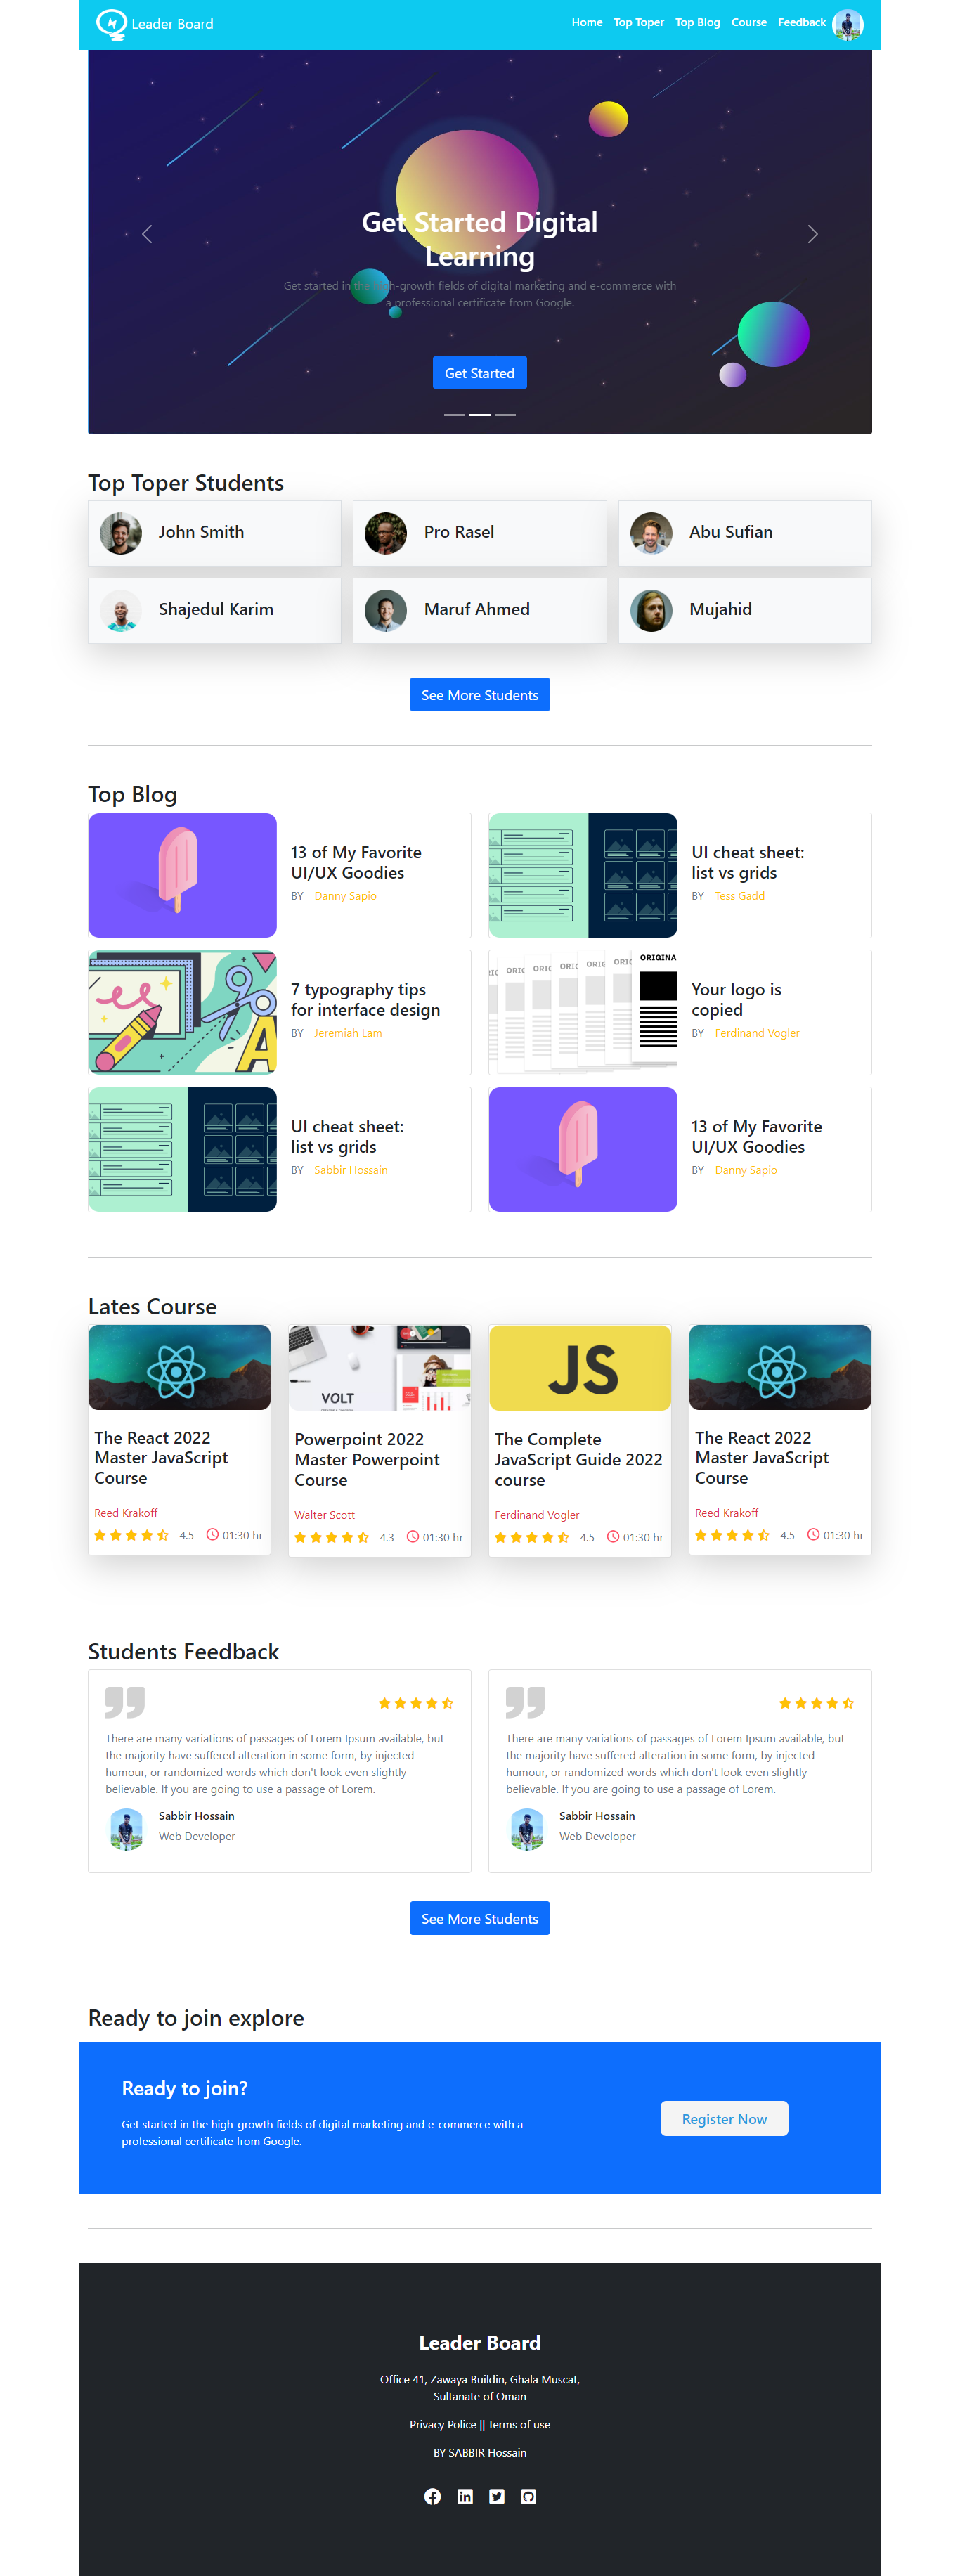 Leader Board
Home Top Toper Top Blog Course Feedback
Get Started Digital
Learning
Get started in the high-growth fields of digital marketing and e-commerce with
a professional certificate from Google.
Get Started
Top Toper Students
John Smith
Pro Rasel
Abu Sufian
Shajedul Karim
Maruf Ahmed
Mujahid
See More Students
Top Blog
13 of My Favorite
UI/UX Goodies
BY Danny Sapio
UI cheat sheet:
list vs grids
BY Tess Gadd
7 typography tips
for interface design
BY Jeremiah Lam
ORIGINA
Your logo is
copied
BY Ferdinand Vogler
UI cheat sheet:
list vs grids
BY Sabbir Hossain
13 of My Favorite
UI/UX Goodies
BY Danny Sapio
Lates Course
The React 2022
Master JavaScript
Course
Reed Krakoff
4.5 01:30 hr
VOLT
Powerpoint 2022
Master Powerpoint
Course
Walter Scott
4.3 01:30 hr
JS
The Complete
JavaScript Guide 2022
course
Ferdinand Vogler
4.5 01:30 hr
The React 2022
Master JavaScript
Course
Reed Krakoff
4.5 01:30 hr
Students Feedback
There are many variations of passages of Lorem Ipsum available, but
the majority have suffered alteration in some form, by injected
humour, or randomized words which don't look even slightly
believable. If you are going to use a passage of Lorem.
Sabbir Hossain
Web Developer
There are many variations of passages of Lorem Ipsum available, but
the majority have suffered alteration in some form, by injected
humour, or randomized words which don't look even slightly
believable. If you are going to use a passage of Lorem.
Sabbir Hossain
Web Developer
See More Students
Ready to join explore
Ready to join?
Get started in the high-growth fields of digital marketing and e-commerce with a
professional certificate from Google.
Register Now
Leader Board
Office 41, Zawaya Buildin, Ghala Muscat,
Sultanate of Oman
Privacy Police || Terms of use
BY SABBIR Hossain